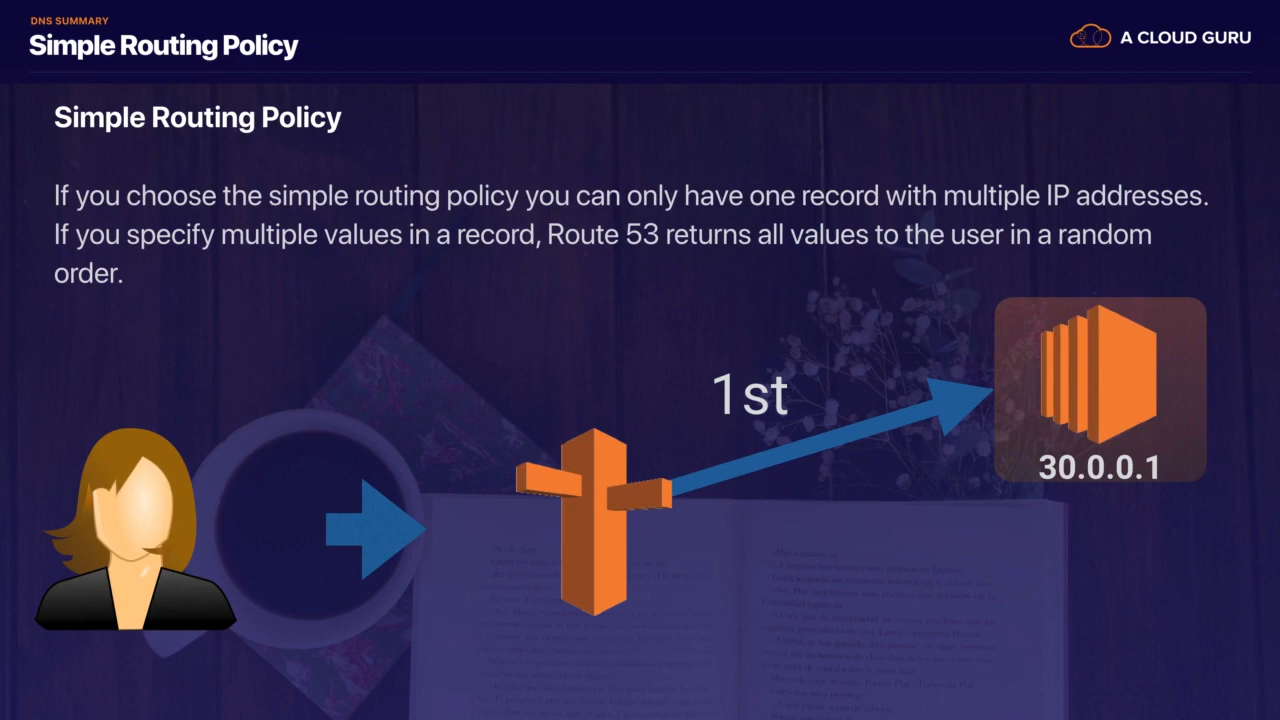 DNS SUMMARY
Simple Routing Policy
A CLOUD GURU
Simple Routing Policy
If you choose the simple routing policy you can only have one record with multiple IP addresses.
If you specify multiple values in a record, Route 53 returns all values to the user in a random
order.
1st
30.0.0.1